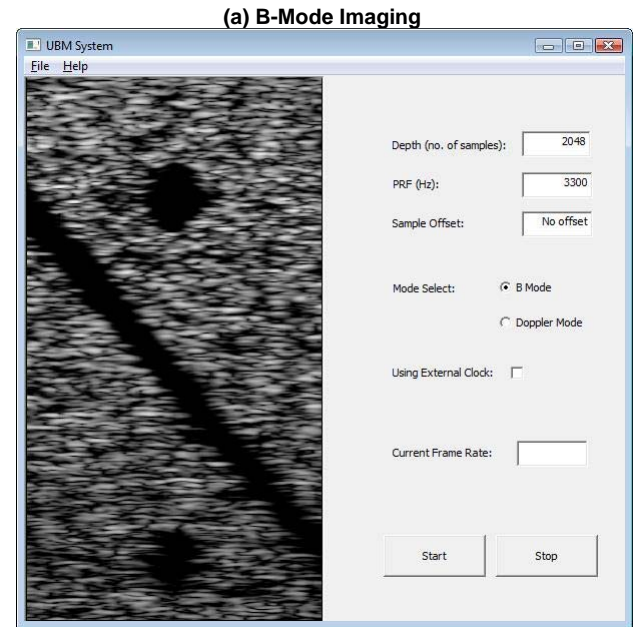 (a) B-Mode Imaging
UBM System
File Help
Depth (no. of samples): 2048
PRF (Hz): 3300
Sample Offset: No offset
Mode Select: B Mode
Doppler Mode
Using External Clock:
Current Frame Rate:
Start Stop